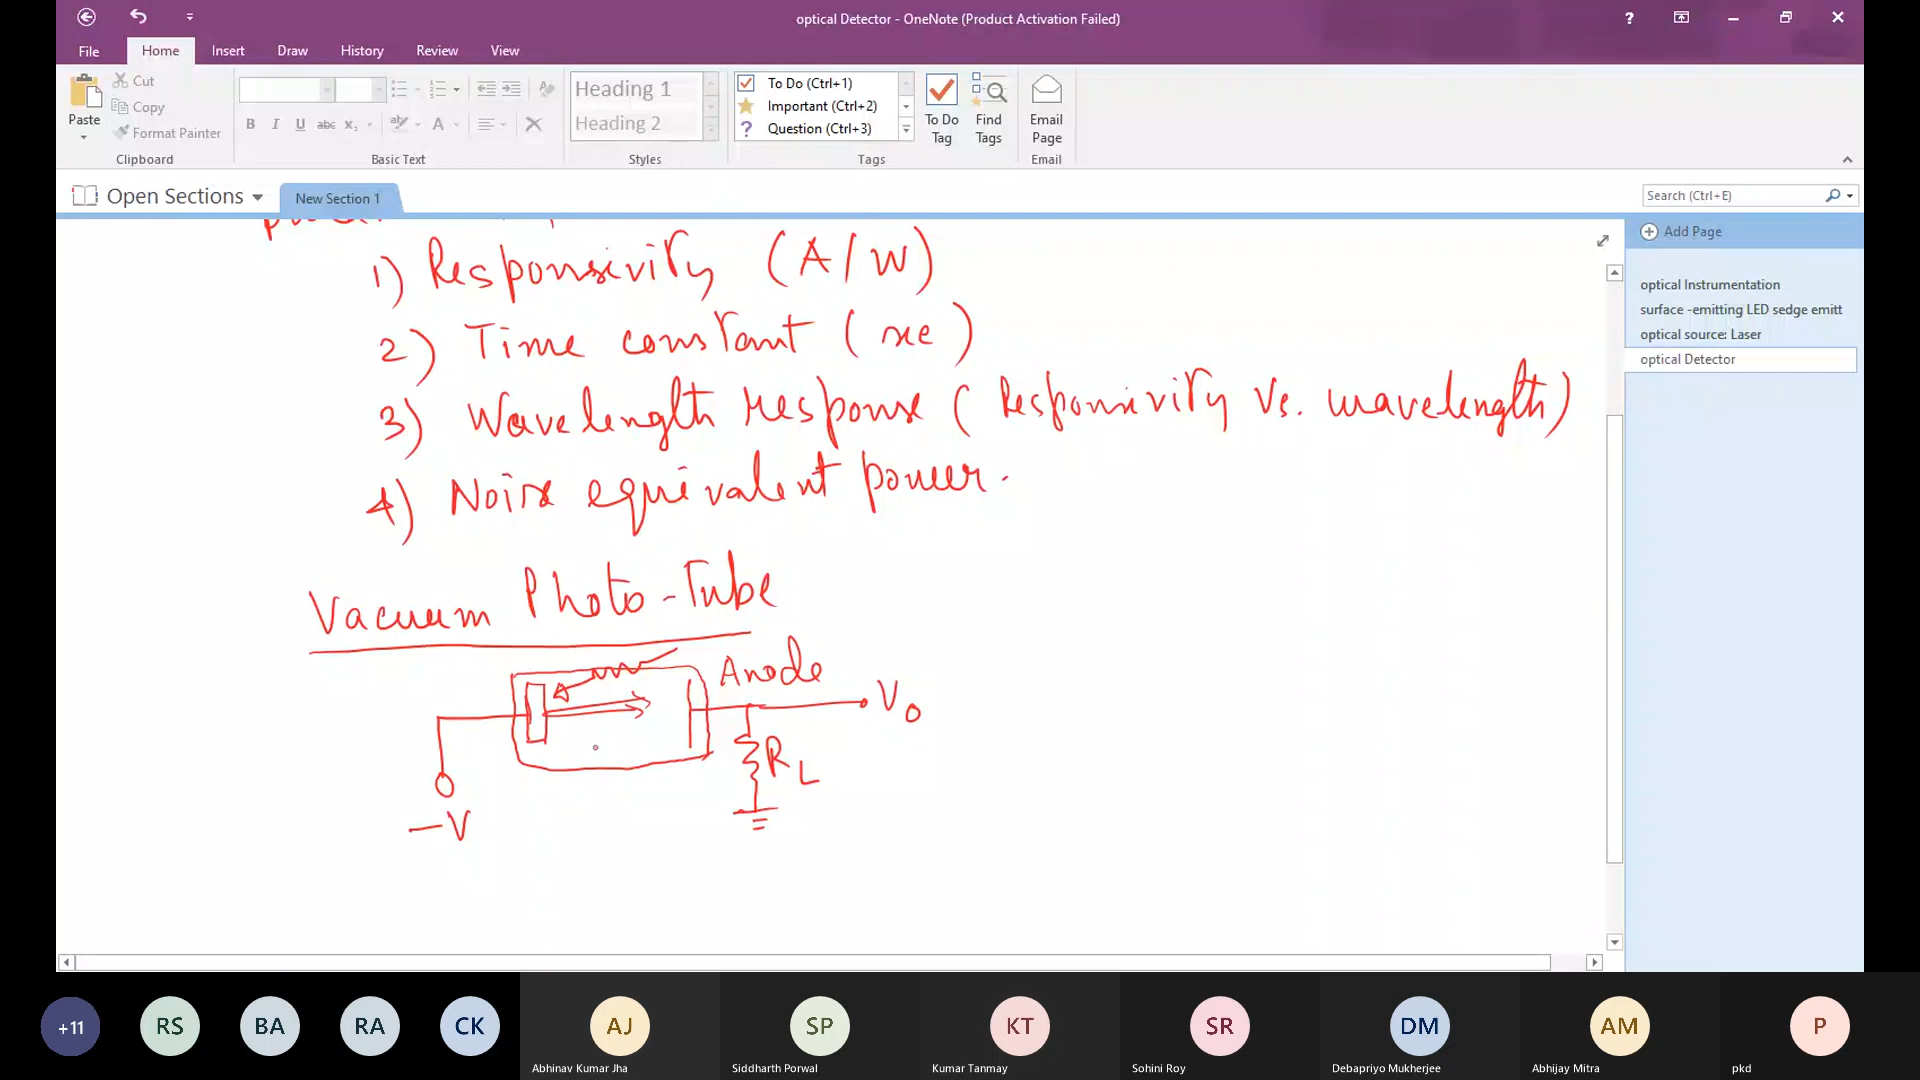 optical Detector - OneNote (Product Activation Failed)
File Home Insert Draw History Review View
Paste
Cut
Copy
Format Painter
Clipboard
B I U abc x₂ A
Basic Text
Heading 1
Heading 2
Styles
To Do (Ctrl+1)
Important (Ctrl+2)
Question (Ctrl+3)
Tags
To Do Tag
Find Tags
Email Page
Email
Open Sections
New Section 1
Search (Ctrl+E)
Add Page
optical Instrumentation
surface -emitting LED sedge emitt
optical source: Laser
optical Detector
1) Responsivity (A/W)
2) Time constant (sec)
3) Wavelength response (Responsivity Vs. wavelength)
4) Noise equivalent power.
Vacuum Photo-Tube
Anode
V0
RL
-V
+11 RS BA RA CK AJ SP KT SR DM AM P
Abhinav Kumar Jha Siddharth Porwal Kumar Tanmay Sohini Roy Debapriyo Mukherjee Abhijay Mitra pkd